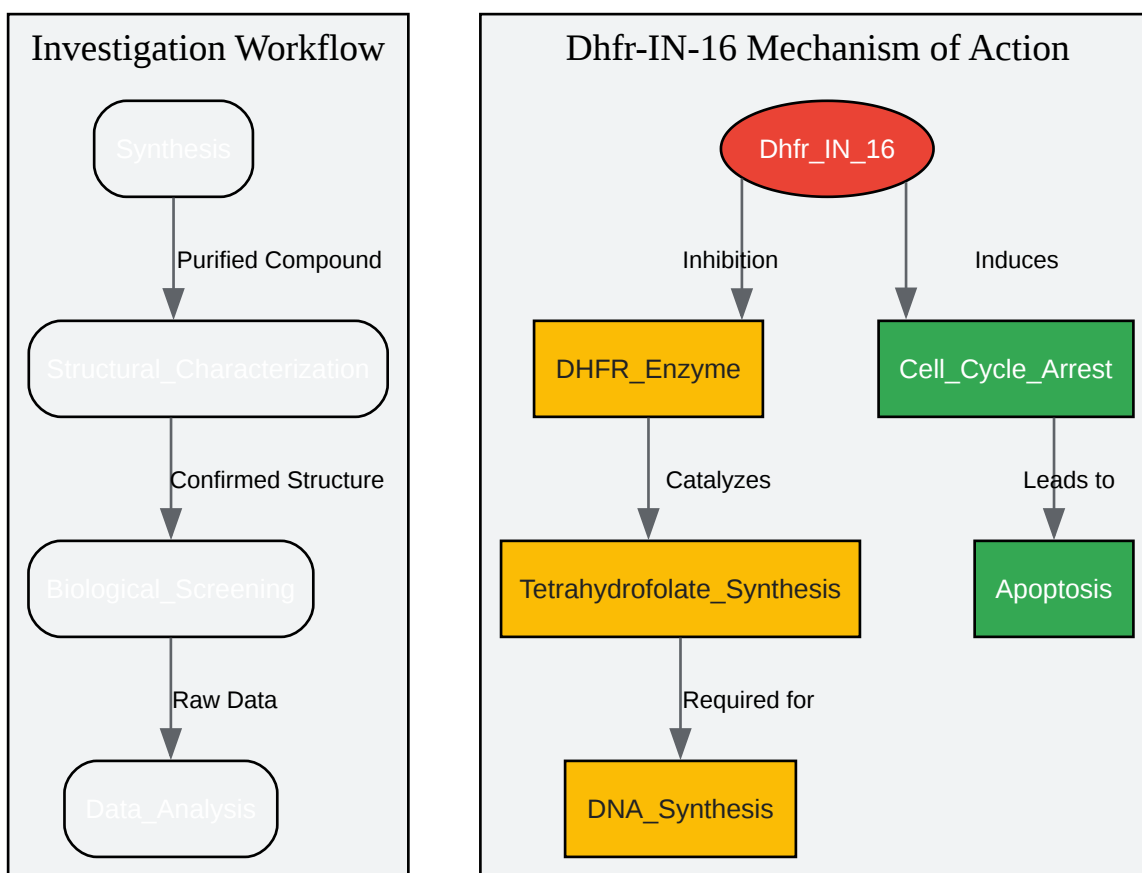 Investigation Workflow
Synthesis
Purified Compound
Structural_Characterization
Confirmed Structure
Biological_Screening
Raw Data
Data_Analysis
Dhfr-IN-16 Mechanism of Action
Dhfr_IN_16
Inhibition
Induces
DHFR_Enzyme
Cell_Cycle_Arrest
Catalyzes
Leads to
Tetrahydrofolate_Synthesis
Apoptosis
Required for
DNA_Synthesis